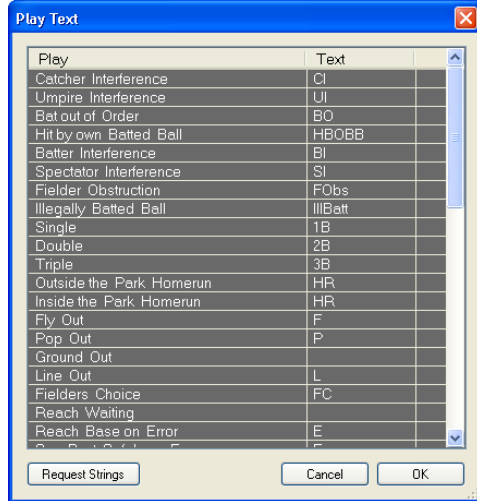 Play Text
Play Text
Catcher Interference CI
Umpire Interference UI
Bat out of Order BO
Hit by own Batted Ball HBOBB
Batter Interference BI
Spectator Interference SI
Fielder Obstruction FObs
Illegally Batted Ball IllBatt
Single 1B
Double 2B
Triple 3B
Outside the Park Homerun HR
Inside the Park Homerun HR
Fly Out F
Pop Out P
Ground Out
Line Out L
Fielders Choice FC
Reach Waiting
Reach Base on Error E
Request Strings Cancel OK